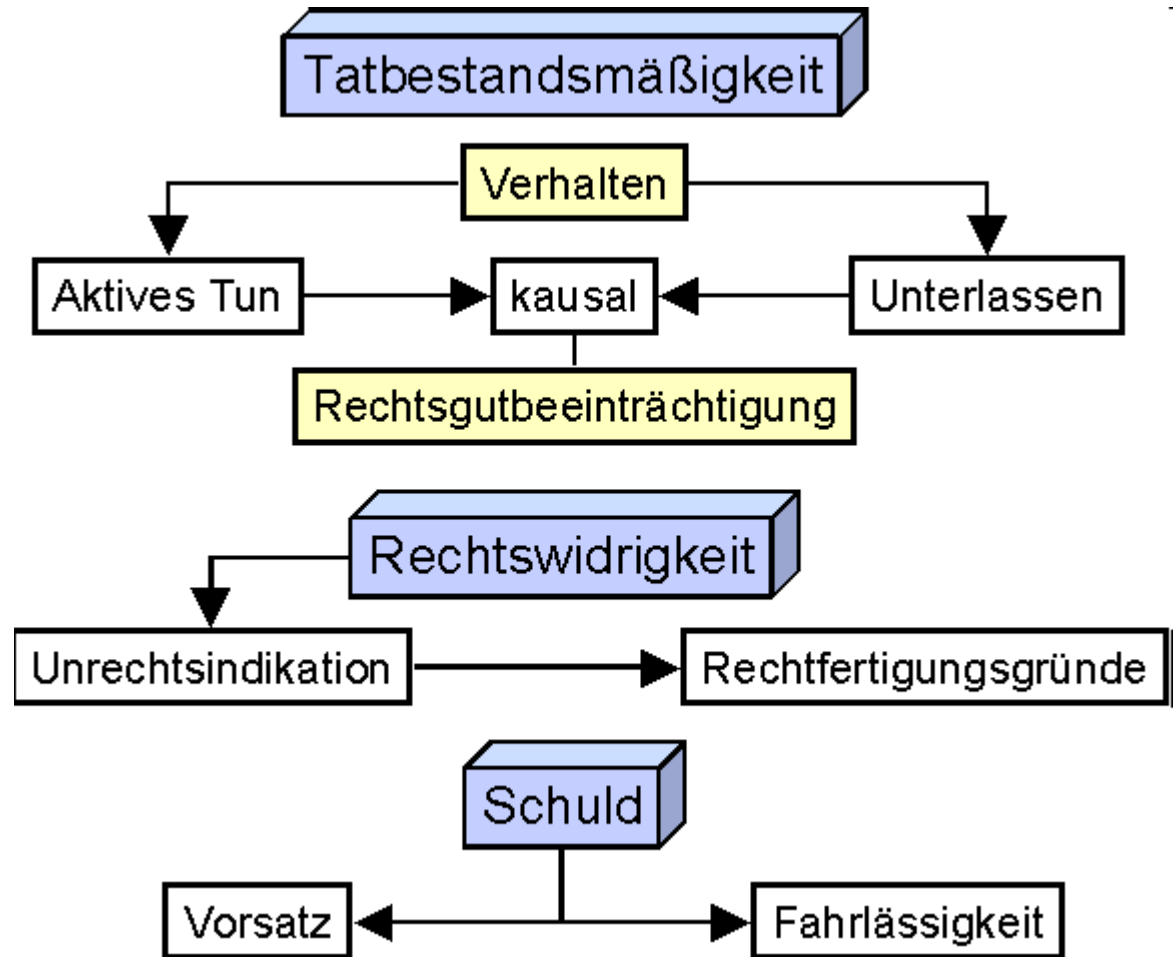 Tatbestandsmäßigkeit
Verhalten
Aktives Tun
kausal
Unterlassen
Rechtsgutbeeinträchtigung
Rechtswidrigkeit
Unrechtsindikation
Rechtfertigungsgründe
Schuld
Vorsatz
Fahrlässigkeit